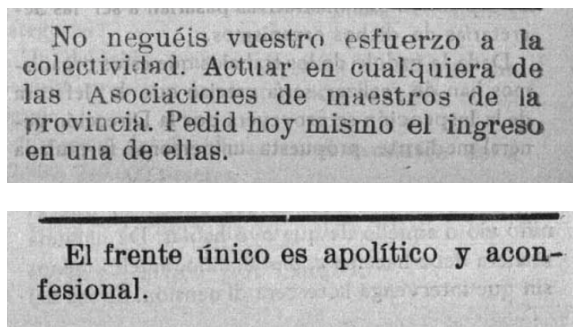 No neguéis vuestro esfuerzo a la
colectividad. Actuar en cualquiera de
las Asociaciones de maestros de la
provincia. Pedid hoy mismo el ingreso
en una de ellas.
El frente único es apolítico y acon-
fesional.